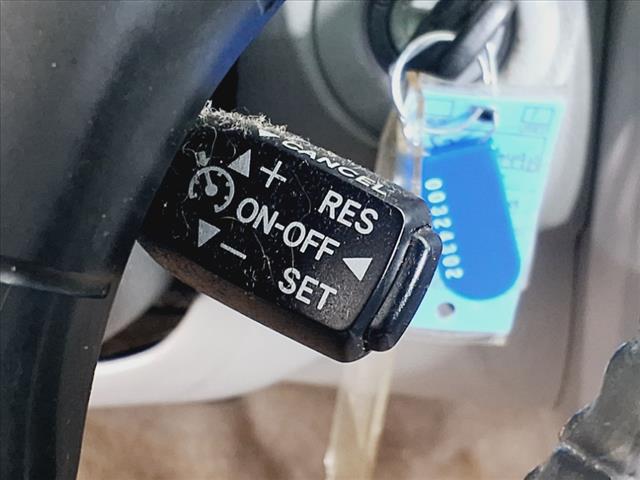 CANCEL
+ RES
ON-OFF
- SET